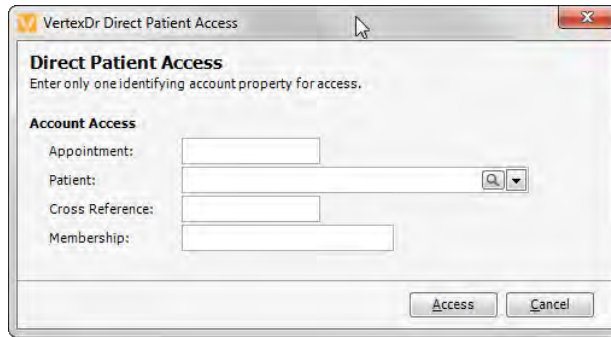 VertexDr Direct Patient Access
Direct Patient Access
Enter only one identifying account property for access.
Account Access
Appointment:
Patient:
Cross Reference:
Membership:
Access Cancel